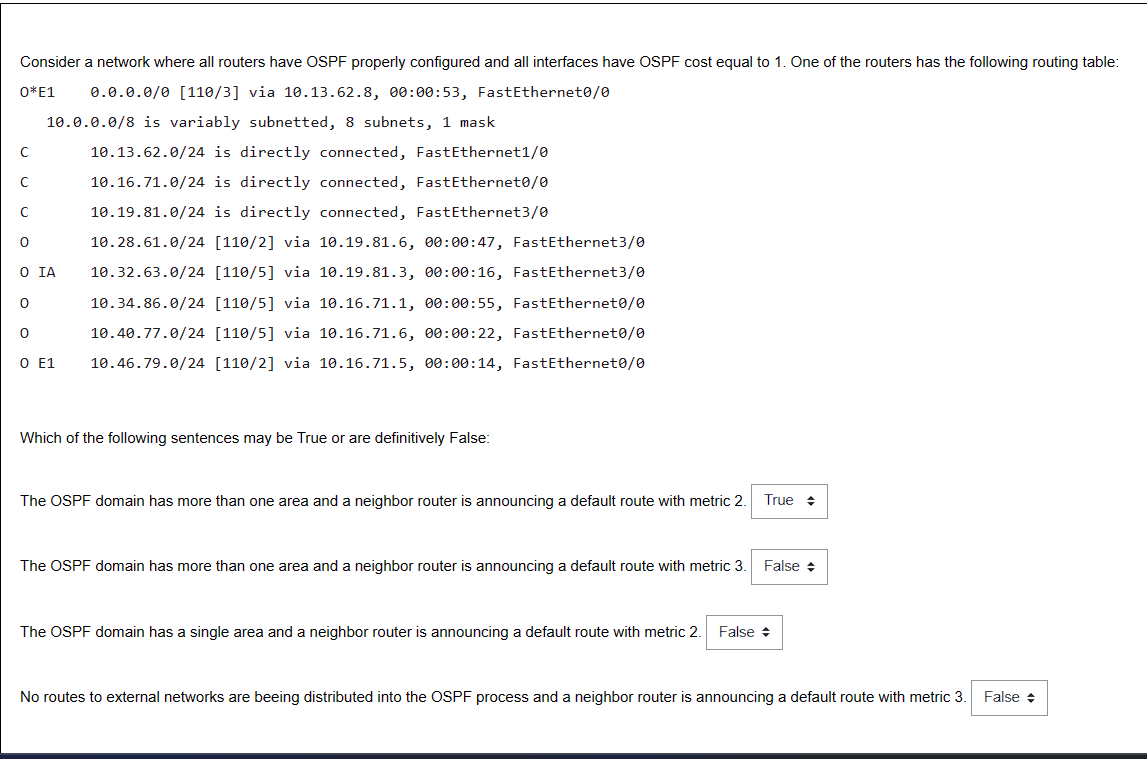 Consider a network where all routers have OSPF properly configured and all interfaces have OSPF cost equal to 1. One of the routers has the following routing table:
O*E1 0.0.0.0/0 [110/3] via 10.13.62.8, 00:00:53, FastEthernet0/0
10.0.0.0/8 is variably subnetted, 8 subnets, 1 mask
C 10.13.62.0/24 is directly connected, FastEthernet1/0
C 10.16.71.0/24 is directly connected, FastEthernet0/0
C 10.19.81.0/24 is directly connected, FastEthernet3/0
O 10.28.61.0/24 [110/2] via 10.19.81.6, 00:00:47, FastEthernet3/0
O IA 10.32.63.0/24 [110/5] via 10.19.81.3, 00:00:16, FastEthernet3/0
O 10.34.86.0/24 [110/5] via 10.16.71.1, 00:00:55, FastEthernet0/0
O 10.40.77.0/24 [110/5] via 10.16.71.6, 00:00:22, FastEthernet0/0
O E1 10.46.79.0/24 [110/2] via 10.16.71.5, 00:00:14, FastEthernet0/0
Which of the following sentences may be True or are definitively False:
The OSPF domain has more than one area and a neighbor router is announcing a default route with metric 2. True
The OSPF domain has more than one area and a neighbor router is announcing a default route with metric 3. False
The OSPF domain has a single area and a neighbor router is announcing a default route with metric 2. False
No routes to external networks are beeing distributed into the OSPF process and a neighbor router is announcing a default route with metric 3. False